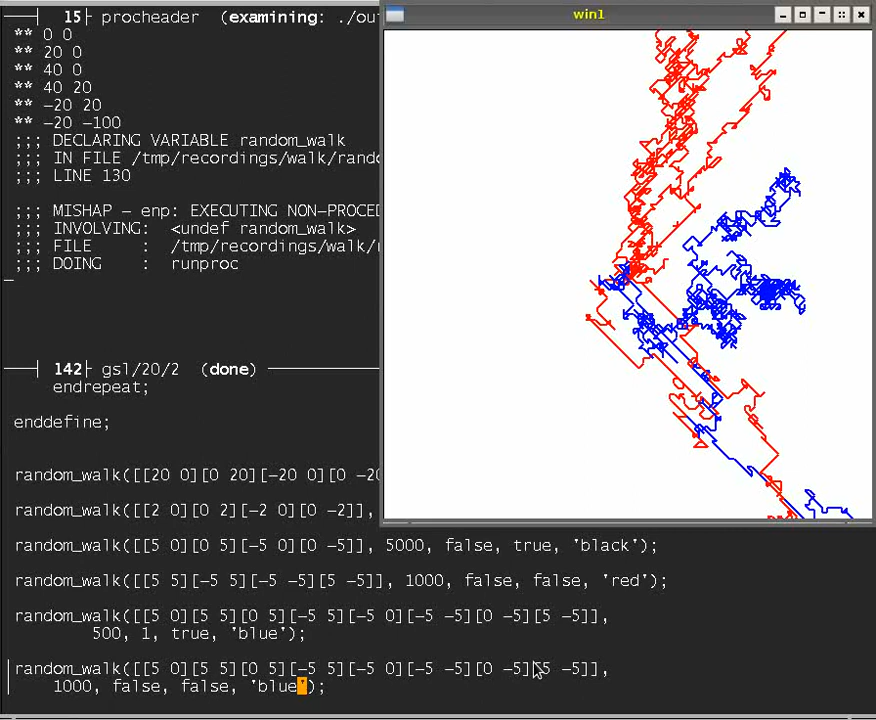 15├ procheader (examining: ./ou
** 0 0
** 20 0
** 40 0
** 40 20
** -20 20
** -20 -100
;;; DECLARING VARIABLE random_walk
;;; IN FILE /tmp/recordings/walk/rand
;;; LINE 130
;;; MISHAP - enp: EXECUTING NON-PROCED
;;; INVOLVING: <undef random_walk>
;;; FILE : /tmp/recordings/walk/
;;; DOING : runproc
win1
142├ gsl/20/2 (done)
endrepeat;
enddefine;
random_walk([[20 0][0 20][-20 0][0 -20
random_walk([[2 0][0 2][-2 0][0 -2]],
random_walk([[5 0][0 5][-5 0][0 -5]], 5000, false, true, 'black');
random_walk([[5 5][-5 5][-5 -5][5 -5]], 1000, false, false, 'red');
random_walk([[5 0][5 5][0 5][-5 5][-5 0][-5 -5][0 -5][5 -5]],
500, 1, true, 'blue');
random_walk([[5 0][5 5][0 5][-5 5][-5 0][-5 -5][0 -5][5 -5]],
1000, false, false, 'blue');